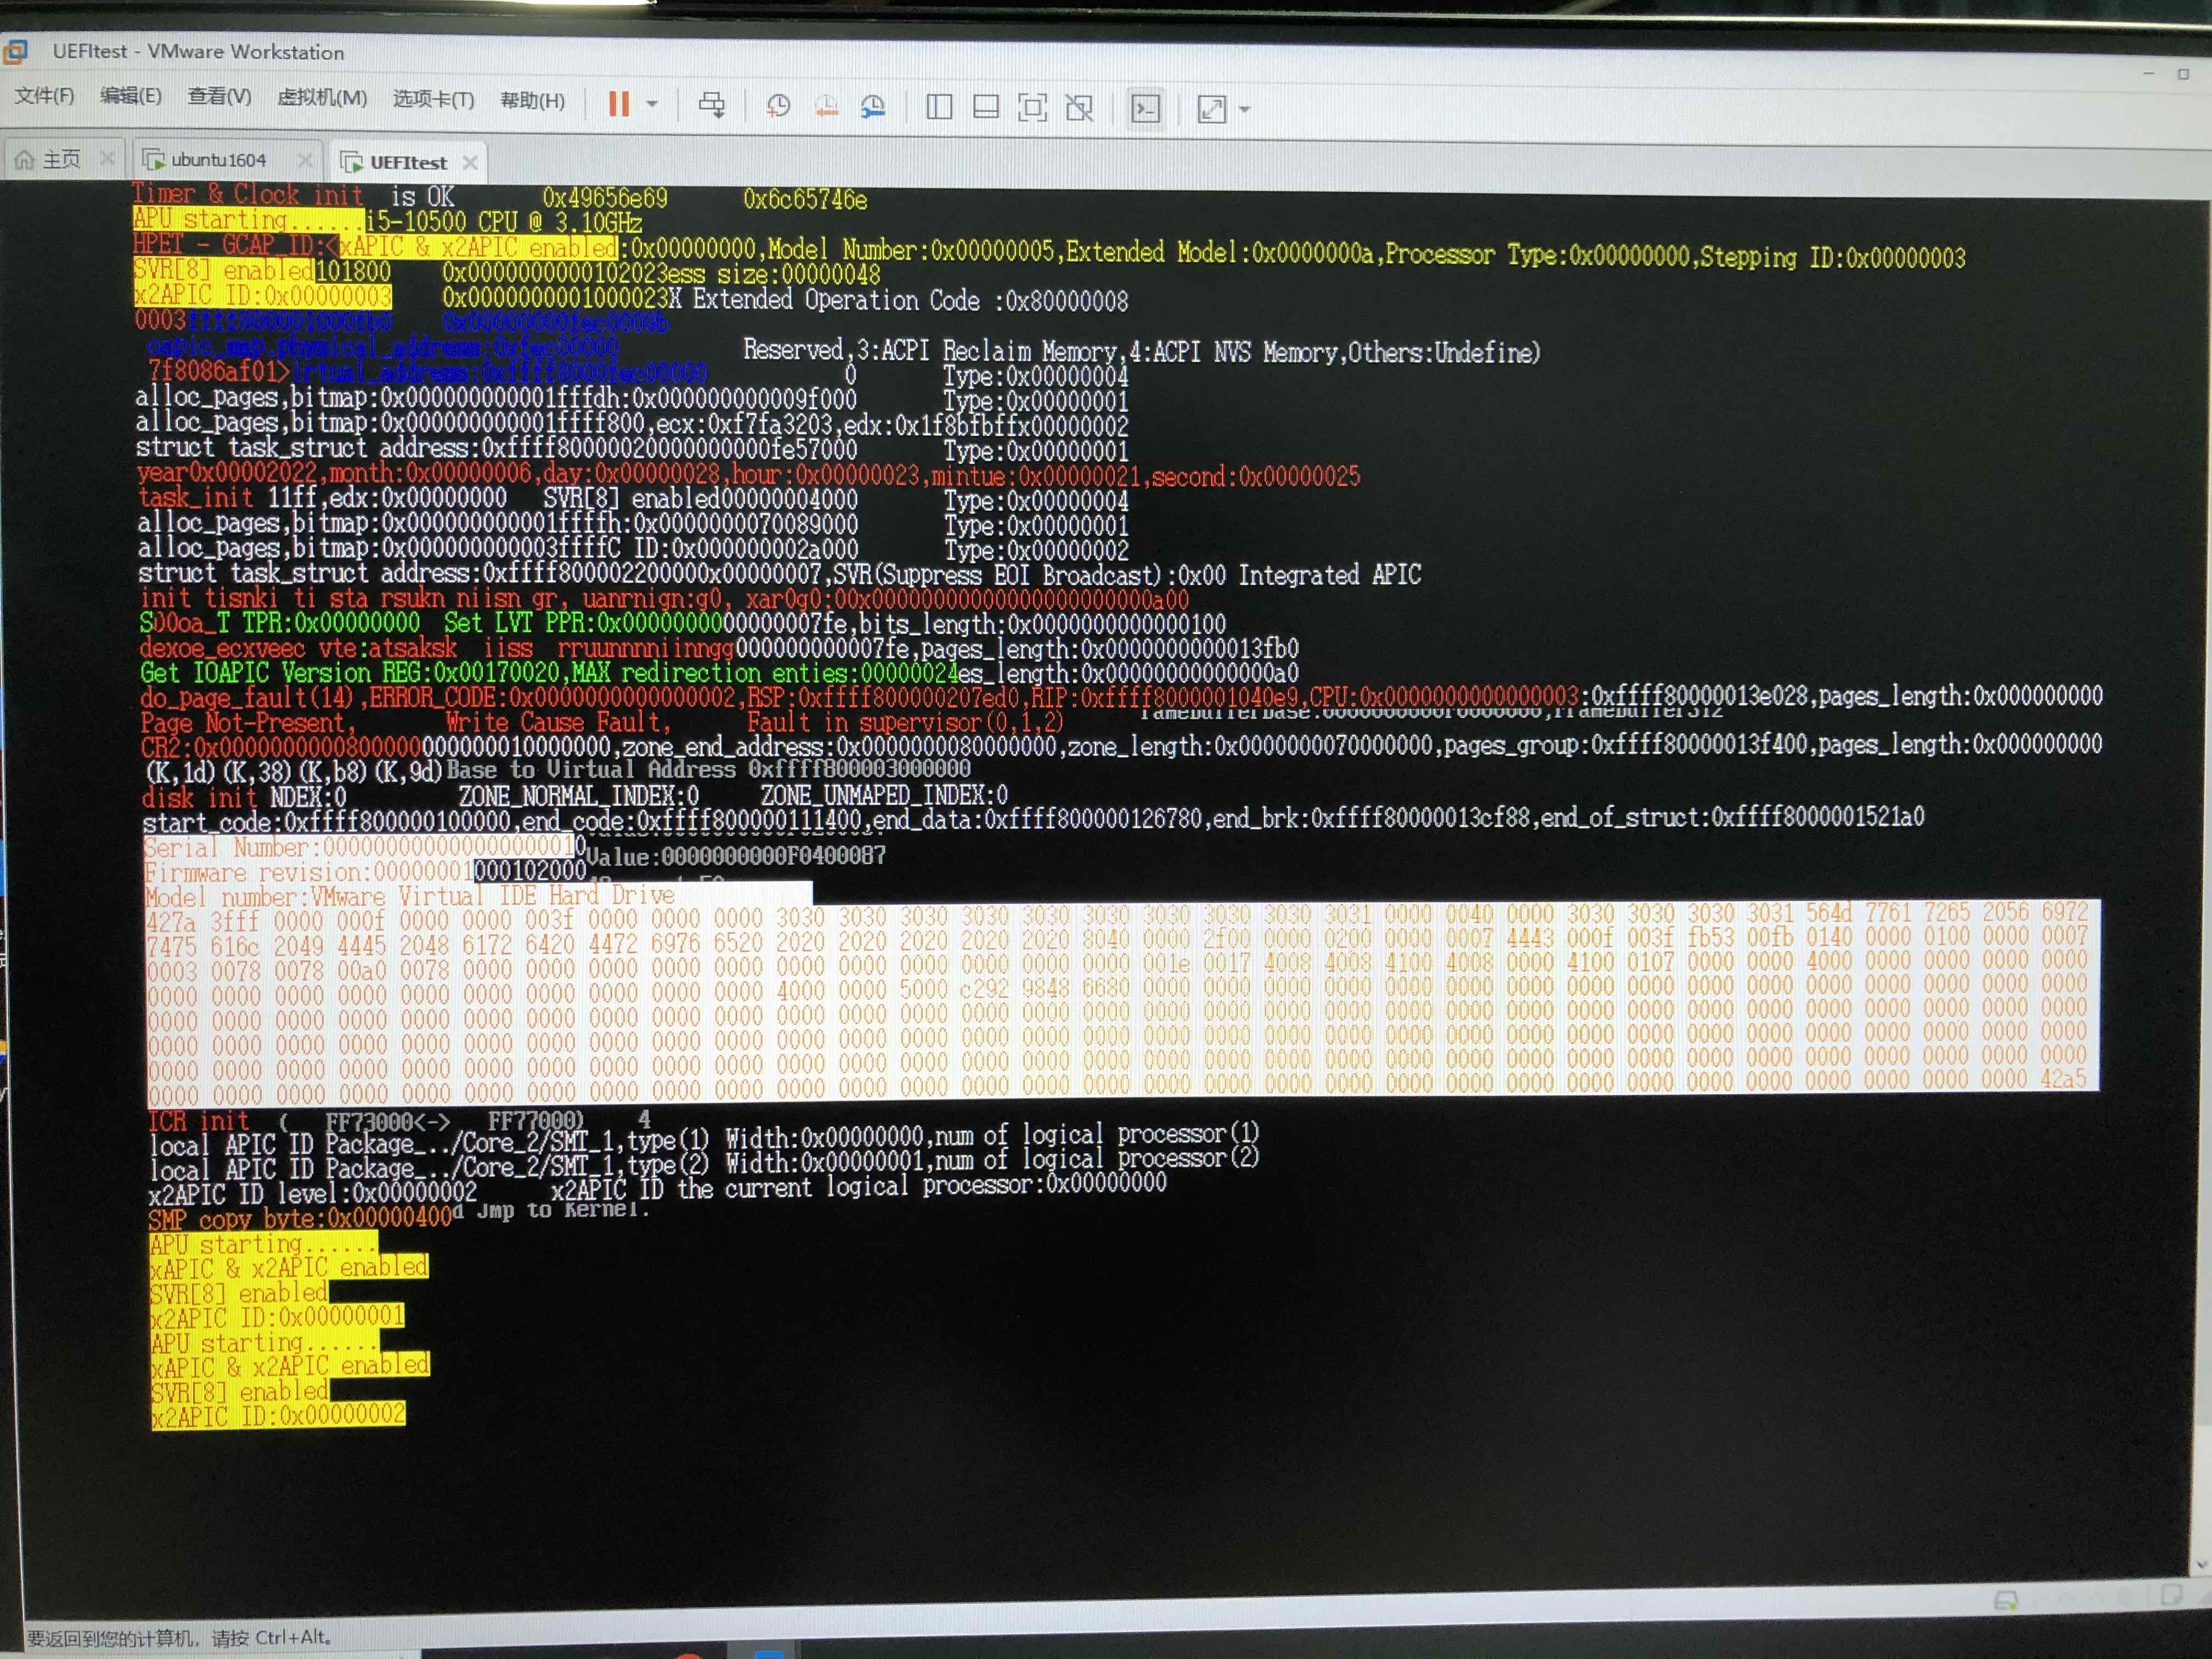 UEFItest - VMware Workstation
文件(F) 编辑(E) 查看(V) 虚拟机(M) 选项卡(T) 帮助(H)
主页 ubuntu1604 UEFItest
Timer & Clock init is OK 0x49656e69 0x6c65746e
APU starting......i5-10500 CPU @ 3.10GHz
HPET - GCAP_ID:<xAPIC & x2APIC enabled:0x00000000,Model Number:0x00000005,Extended Model:0x0000000a,Processor Type:0x00000000,Stepping ID:0x00000003
SVR[8] enabled101800 0x0000000000102023ess size:00000048
x2APIC ID:0x00000003 0x0000000001000023X Extended Operation Code :0x80000008
0003ffff800001000fb0 0x00000000fec0009b
oapic_map.physical_address:0xfec00000 Reserved,3:ACPI Reclaim Memory,4:ACPI NVS Memory,Others:Undefine)
7f8086af01>irtual_address:0xffff8000fec00000 0 Type:0x00000004
alloc_pages,bitmap:0x000000000001fffdh:0x000000000009f000 Type:0x00000001
alloc_pages,bitmap:0x000000000001ffff800,ecx:0xf7fa3203,edx:0x1f8bfbffx00000002
struct task_struct address:0xffff80000020000000fe57000 Type:0x00000001
year0x00002022,month:0x00000006,day:0x00000028,hour:0x00000023,mintue:0x00000021,second:0x00000025
task_init 11ff,edx:0x00000000 SVR[8] enabled00000004000 Type:0x00000004
alloc_pages,bitmap:0x000000000001ffffh:0x0000000070089000 Type:0x00000001
alloc_pages,bitmap:0x000000000003ffffC ID:0x000000002a000 Type:0x00000002
struct task_struct address:0xffff800002200000x00000007,SVR(Suppress EOI Broadcast):0x00 Integrated APIC
init tisnki ti sta rsukn niisn gr, uanrnign:g0, xar0g0:00x0000000000000000000000a00
S00oa_T TPR:0x00000000 Set LVT PPR:0x0000000000000007fe,bits_length:0x0000000000000100
dexoe_ecxveec vte:atsaksk iiss rruunnnniinngg000000000007fe,pages_length:0x0000000000013fb0
Get IOAPIC Version REG:0x00170020,MAX redirection enties:00000024es_length:0x00000000000000a0
do_page_fault(14),ERROR_CODE:0x0000000000000002,RSP:0xffff800000207ed0,RIP:0xffff8000001040e9,CPU:0x0000000000000003:0xffff80000013e028,pages_length:0x000000000
Page Not-Present, Write Cause Fault, Fault in supervisor(0,1,2)
CR2:0x0000000000800000000000010000000,zone_end_address:0x0000000080000000,zone_length:0x0000000070000000,pages_group:0xffff80000013f400,pages_length:0x000000000
(K,1d)(K,38)(K,b8)(K,9d)Base to Virtual Address 0xffff800003000000
disk init NDEX:0 ZONE_NORMAL_INDEX:0 ZONE_UNMAPED_INDEX:0
start_code:0xffff800000100000,end_code:0xffff800000111400,end_data:0xffff800000126780,end_brk:0xffff80000013cf88,end_of_struct:0xffff8000001521a0
Serial Number:000000000000000000010Value:0000000000F0400087
Firmware revision:00000001000102000
Model number:VMware Virtual IDE Hard Drive
427a 3fff 0000 000f 0000 0000 003f 0000 0000 0000 3030 3030 3030 3030 3030 3030 3030 3030 3030 3031 0000 0040 0000 3030 3030 3030 3031 564d 7761 7265 2056 6972
7475 616c 2049 4445 2048 6172 6420 4472 6976 6520 2020 2020 2020 2020 2020 8040 0000 2f00 0000 0200 0000 0007 4443 000f 003f fb53 00fb 0140 0000 0100 0000 0007
0003 0078 0078 00a0 0078 0000 0000 0000 0000 0000 0000 0000 0000 0000 0000 0000 001e 0017 4008 4008 4100 4008 0000 4100 0107 0000 0000 4000 0000 0000 0000 0000
0000 0000 0000 0000 0000 0000 0000 0000 0000 0000 4000 0000 5000 c292 9848 6680 0000 0000 0000 0000 0000 0000 0000 0000 0000 0000 0000 0000 0000 0000 0000 0000
0000 0000 0000 0000 0000 0000 0000 0000 0000 0000 0000 0000 0000 0000 0000 0000 0000 0000 0000 0000 0000 0000 0000 0000 0000 0000 0000 0000 0000 0000 0000 0000
0000 0000 0000 0000 0000 0000 0000 0000 0000 0000 0000 0000 0000 0000 0000 0000 0000 0000 0000 0000 0000 0000 0000 0000 0000 0000 0000 0000 0000 0000 0000 0000
0000 0000 0000 0000 0000 0000 0000 0000 0000 0000 0000 0000 0000 0000 0000 0000 0000 0000 0000 0000 0000 0000 0000 0000 0000 0000 0000 0000 0000 0000 0000 0000
0000 0000 0000 0000 0000 0000 0000 0000 0000 0000 0000 0000 0000 0000 0000 0000 0000 0000 0000 0000 0000 0000 0000 0000 0000 0000 0000 0000 0000 0000 0000 42a5
ICR init ( FF73000<-> FF77000) 4
local APIC ID Package_../Core_2/SMT_1,type(1) Width:0x00000000,num of logical processor(1)
local APIC ID Package_../Core_2/SMT_1,type(2) Width:0x00000001,num of logical processor(2)
x2APIC ID level:0x00000002 x2APIC ID the current logical processor:0x00000000
SMP copy byte:0x00000400d Jmp to Kernel.
APU starting......
xAPIC & x2APIC enabled
SVR[8] enabled
x2APIC ID:0x00000001
APU starting......
xAPIC & x2APIC enabled
SVR[8] enabled
x2APIC ID:0x00000002
要返回到您的计算机，请按 Ctrl+Alt。